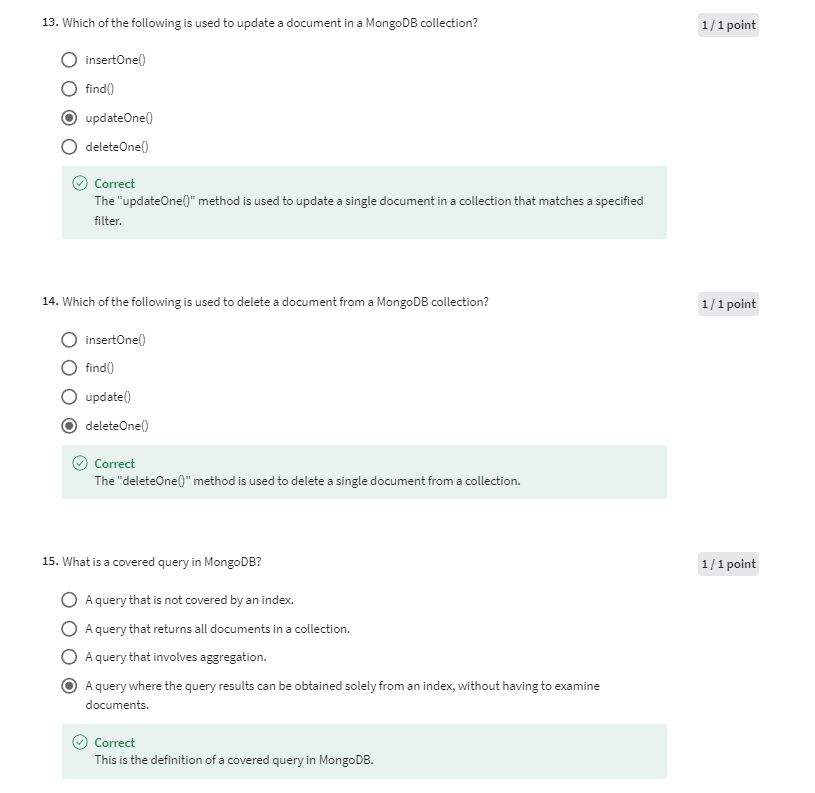 13. Which of the following is used to update a document in a MongoDB collection?
1 / 1 point
insertOne()
find()
updateOne()
deleteOne()
Correct
The "updateOne()" method is used to update a single document in a collection that matches a specified
filter.
14. Which of the following is used to delete a document from a MongoDB collection?
1 / 1 point
insertOne()
find()
update()
deleteOne()
Correct
The "deleteOne()" method is used to delete a single document from a collection.
15. What is a covered query in MongoDB?
1 / 1 point
A query that is not covered by an index.
A query that returns all documents in a collection.
A query that involves aggregation.
A query where the query results can be obtained solely from an index, without having to examine
documents.
Correct
This is the definition of a covered query in MongoDB.